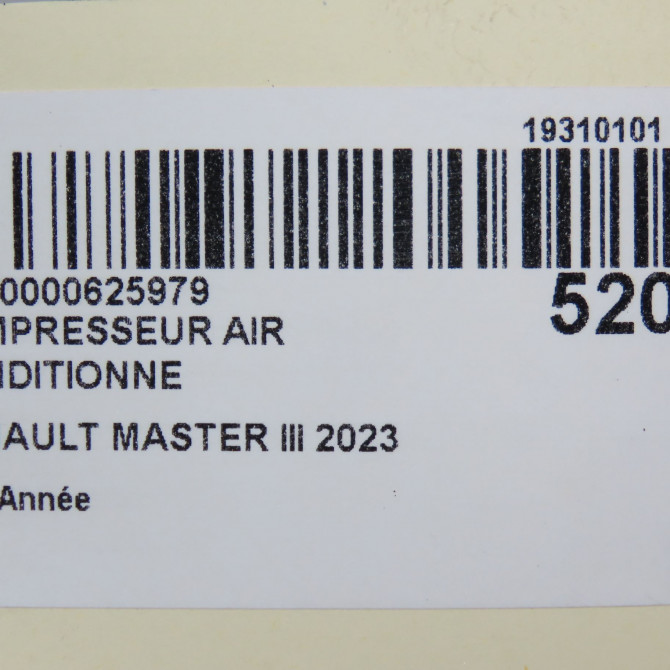 19310101
0000625979
520
MPRESSEUR AIR
NDITIONNE
AULT MASTER III 2023
Année